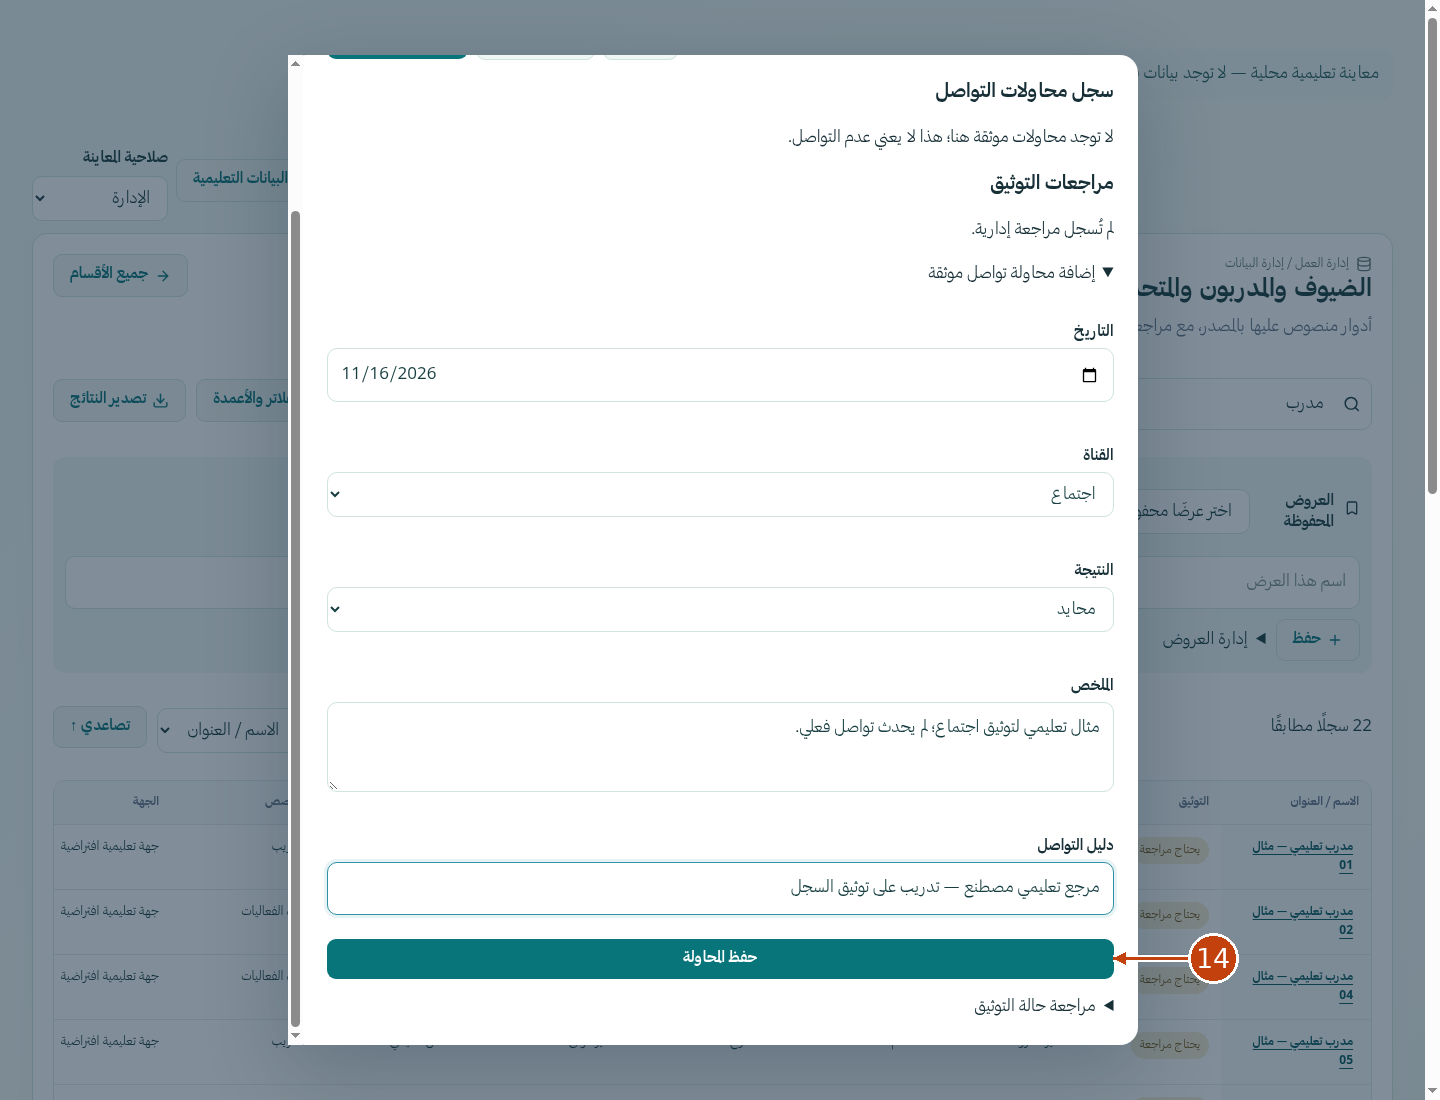 معاينة تعليمية محلية — لا توجد بيانات
صلاحية المعاينة
البيانات التعليمية
الإدارة
إدارة العمل / إدارة البيانات
جميع الأقسام
الضيوف والمدربون
أدوار منصوص عليها بالمصدر، مع
مدرب
والأعمدة
تصدير النتائج
العروض المحفوظة
اختر عرضًا
اسم هذا العرض
حفظ
إدارة العروض
22 سجلًا مطابقًا
الاسم / العنوان
تصاعدي ↑
الاسم / العنوان
التوثيق
الجهة
مدرب تعليمي — مثال 01
يحتاج مراجعة
جهة تعليمية افتراضية
مدرب تعليمي — مثال 02
يحتاج مراجعة
الفعاليات
جهة تعليمية افتراضية
مدرب تعليمي — مثال 04
يحتاج مراجعة
الفعاليات
جهة تعليمية افتراضية
مدرب تعليمي — مثال 05
يحتاج مراجعة
جهة تعليمية افتراضية
سجل محاولات التواصل
لا توجد محاولات موثقة هنا؛ هذا لا يعني عدم التواصل.
مراجعات التوثيق
لم تُسجل مراجعة إدارية.
إضافة محاولة تواصل موثقة
التاريخ
11/16/2026
القناة
اجتماع
النتيجة
محايد
الملخص
مثال تعليمي لتوثيق اجتماع؛ لم يحدث تواصل فعلي.
دليل التواصل
مرجع تعليمي مصطنع — تدريب على توثيق السجل
حفظ المحاولة
14
مراجعة حالة التوثيق